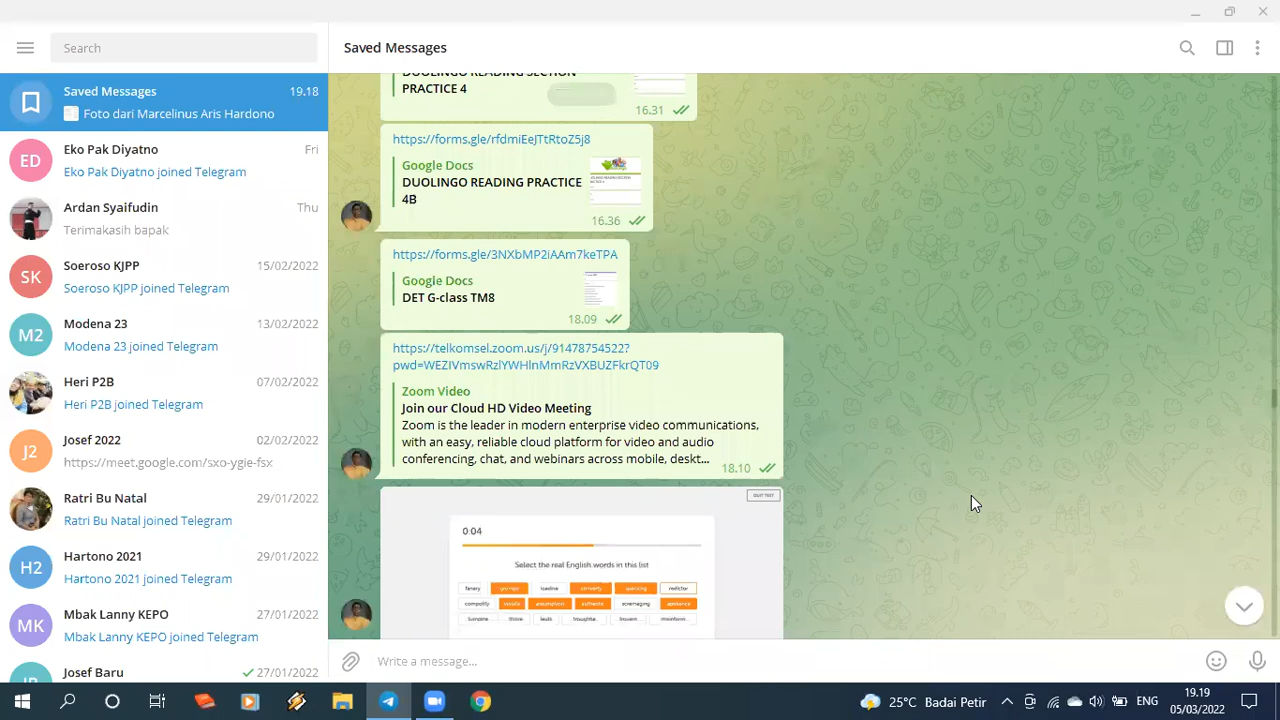 Search
Saved Messages
Saved Messages
19.18
Foto dari Marcelinus Aris Hardono
ED
Eko Pak Diyatno
Fri
Eko Pak Diyatno joined Telegram
Ardan Syaifudin
Thu
Terimakasih bapak
SK
Soeroso KJPP
15/02/2022
Soeroso KJPP joined Telegram
M2
Modena 23
13/02/2022
Modena 23 joined Telegram
Heri P2B
07/02/2022
Heri P2B joined Telegram
J2
Josef 2022
02/02/2022
https://meet.google.com/sxo-ygie-fsx
Ratri Bu Natal
29/01/2022
Ratri Bu Natal joined Telegram
H2
Hartono 2021
29/01/2022
Hartono 2021 joined Telegram
MK
Mbak Lanny KEPO
27/01/2022
Mbak Lanny KEPO joined Telegram
Josef Baru
27/01/2022
DUOLINGO READING SECTION
PRACTICE 4
16.31
https://forms.gle/rfdmiEeJTtRtoZ5j8
Google Docs
DUOLINGO READING PRACTICE
4B
16.36
https://forms.gle/3NXbMP2iAAm7keTPA
Google Docs
DET G-class TM8
18.09
https://telkomsel.zoom.us/j/91478754522?
pwd=WEZIVmswRzlYWHlnMmRzVXBUZFkrQT09
Zoom Video
Join our Cloud HD Video Meeting
Zoom is the leader in modern enterprise video communications,
with an easy, reliable cloud platform for video and audio
conferencing, chat, and webinars across mobile, deskt...
18.10
QUIT TEST
0:04
Select the real English words in this list
Write a message...
25°C Badai Petir
ENG
19.19
05/03/2022